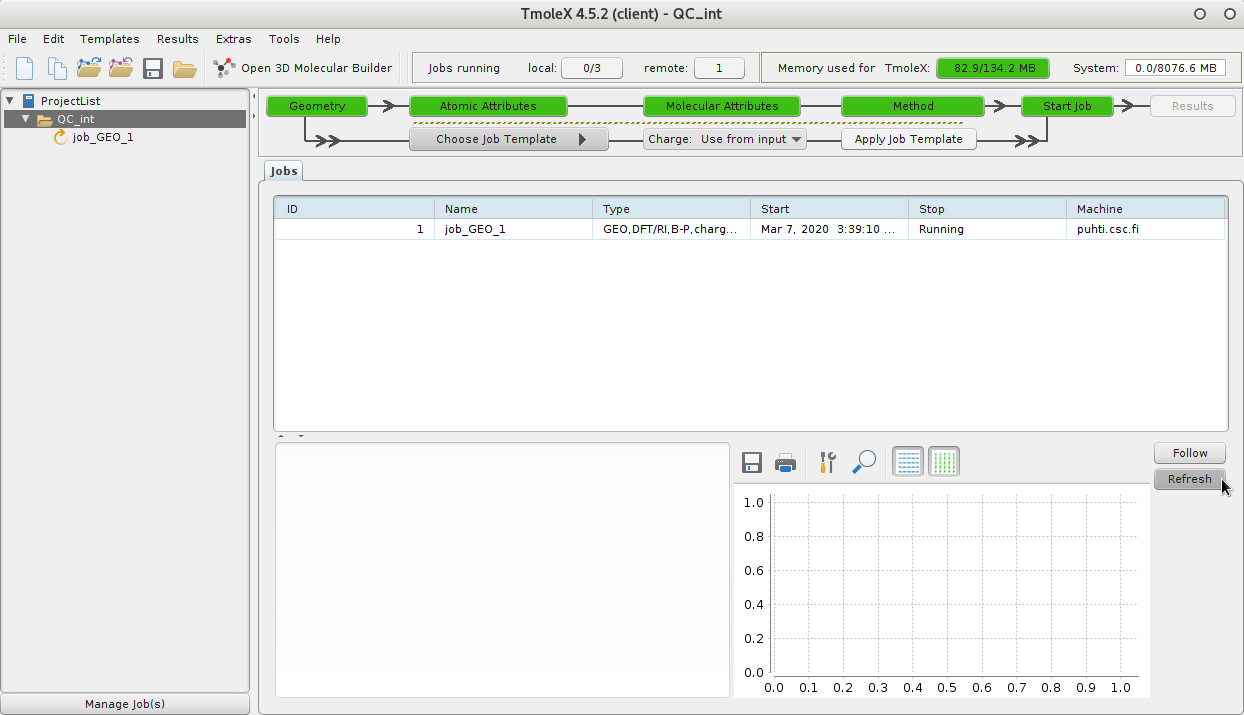 TmoleX 4.5.2 (client) - QC_int
File Edit Templates Results Extras Tools Help
Open 3D Molecular Builder Jobs running local: 0/3 remote: 1 Memory used for TmoleX: 82.9/134.2 MB System: 0.0/8076.6 MB
ProjectList
QC_int
job_GEO_1
Manage Job(s)
Geometry Atomic Attributes Molecular Attributes Method Start Job Results
Choose Job Template Charge: Use from input Apply Job Template
Jobs
ID Name Type Start Stop Machine
1 job_GEO_1 GEO,DFT/RI,B-P,charg... Mar 7, 2020 3:39:10 ... Running puhti.csc.fi
Follow
Refresh
1.0
0.8
0.6
0.4
0.2
0.0
0.0 0.1 0.2 0.3 0.4 0.5 0.6 0.7 0.8 0.9 1.0